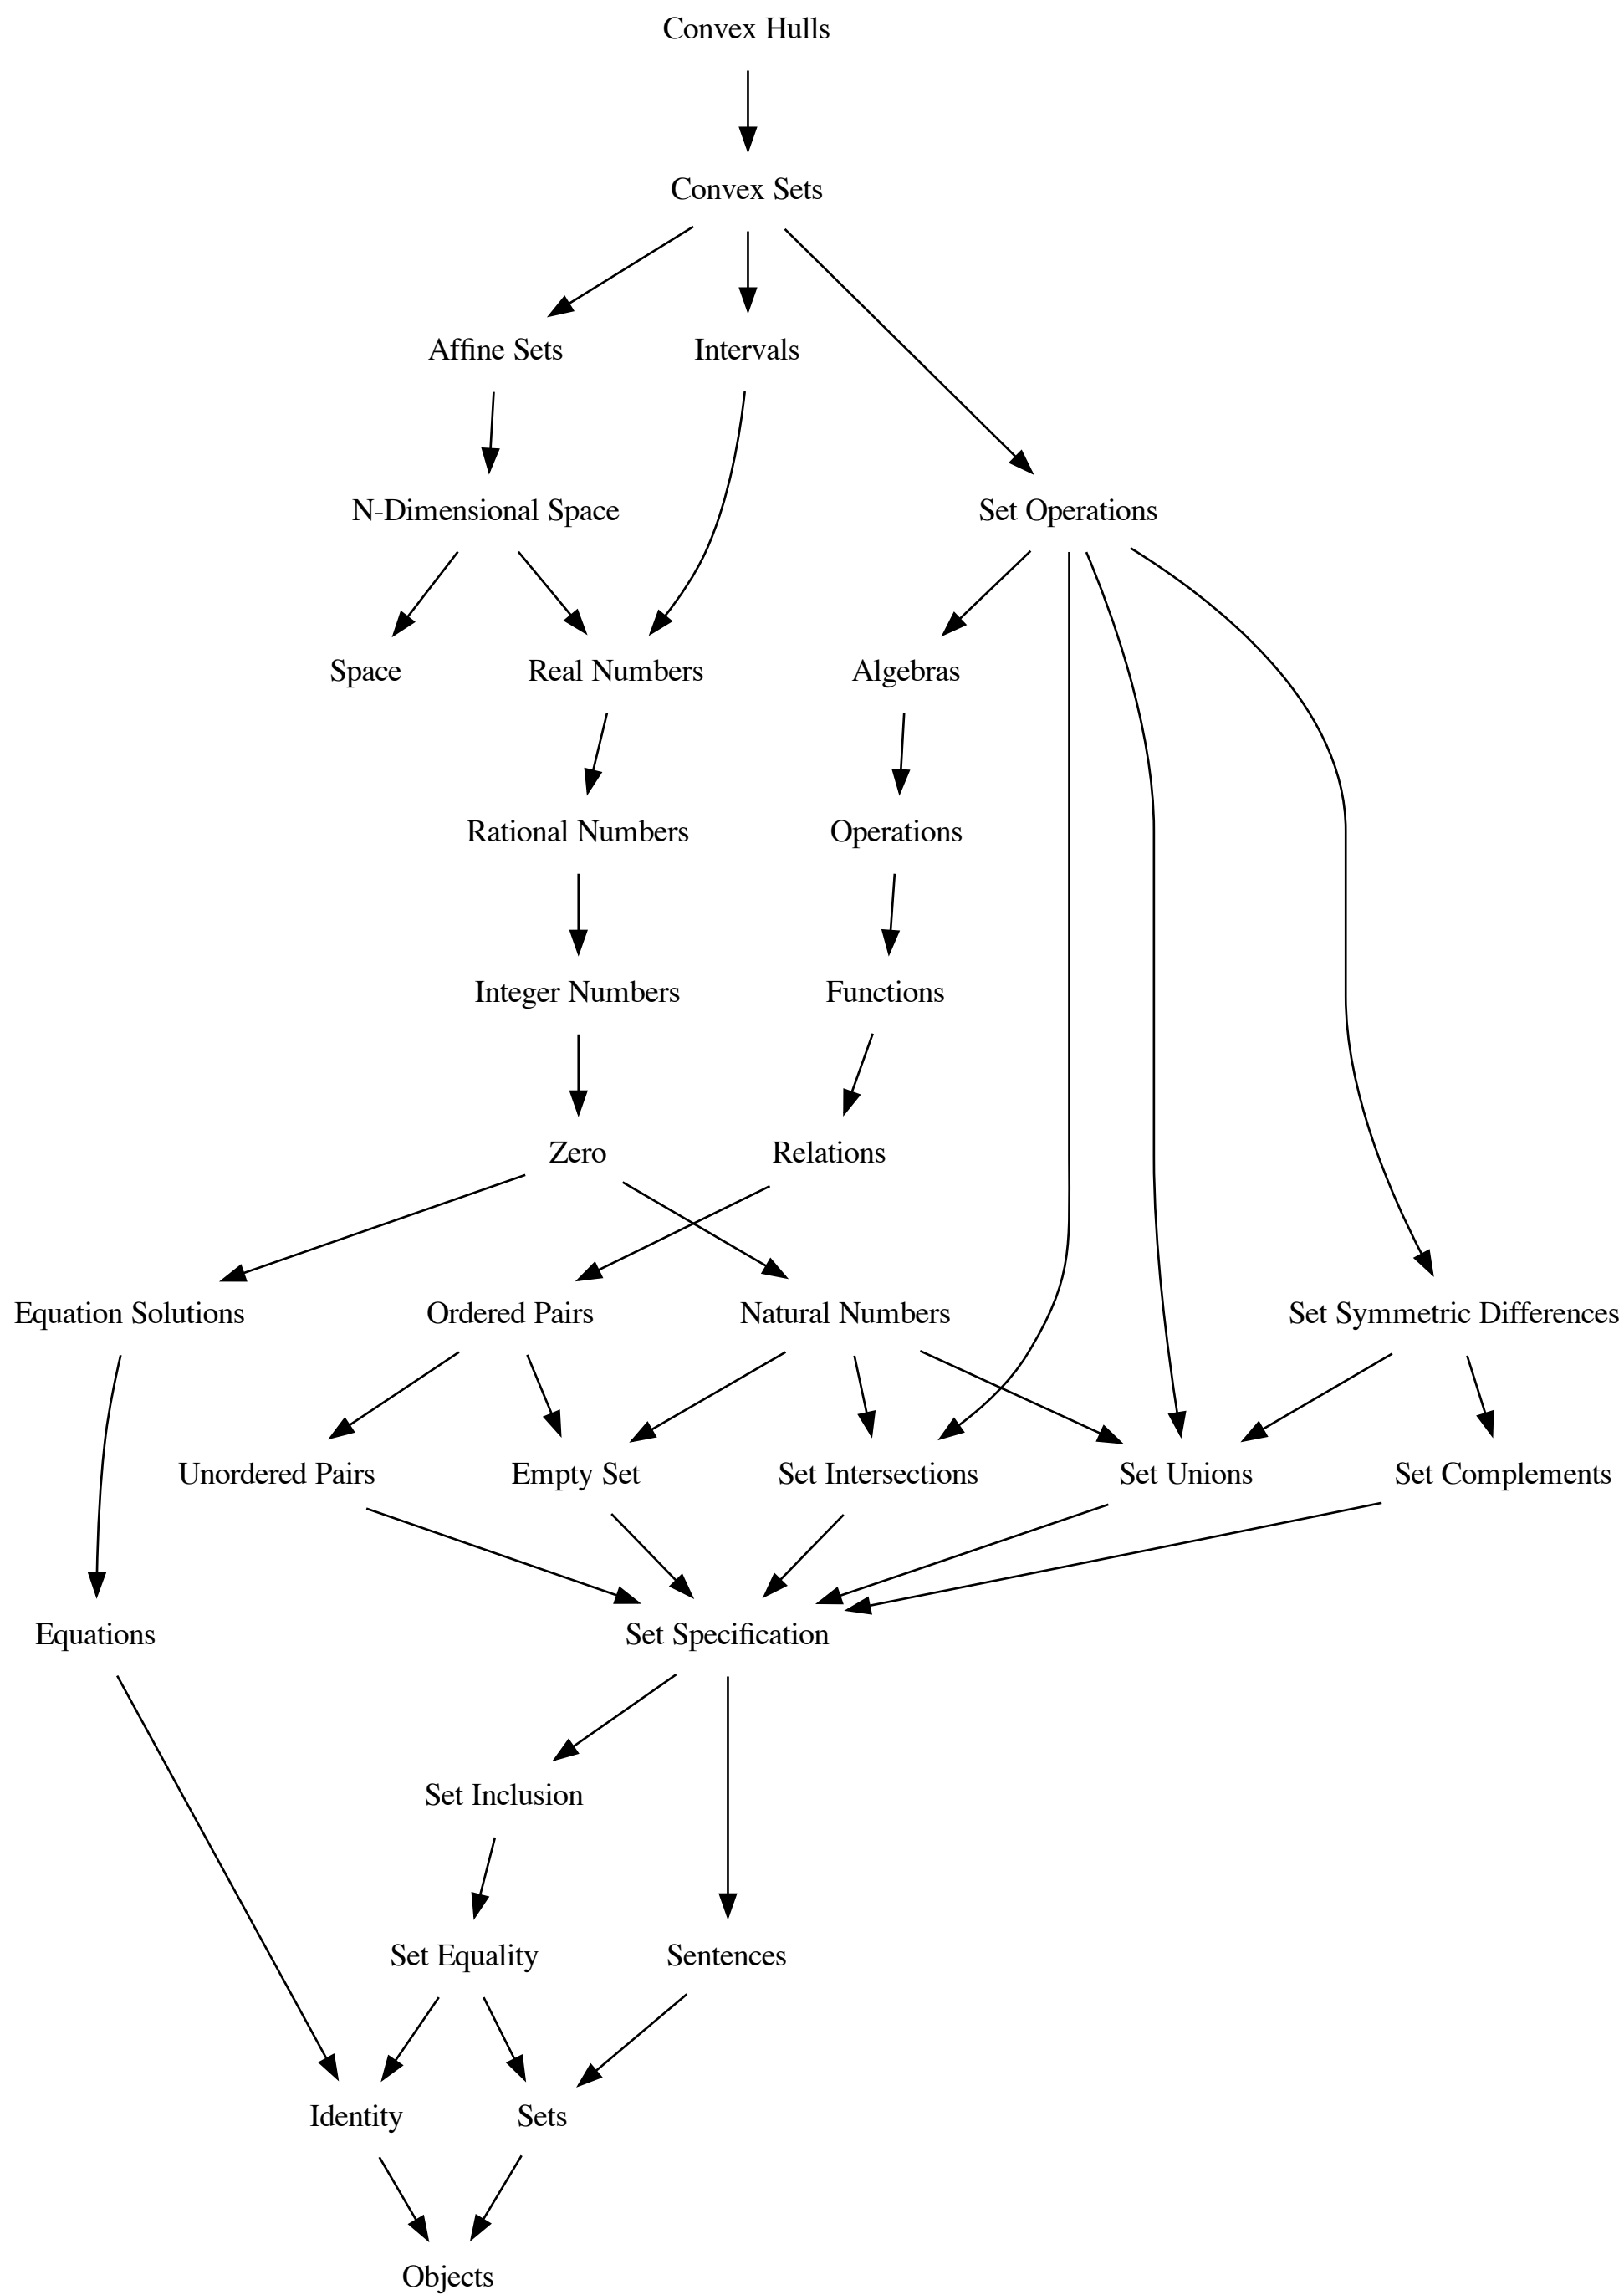 Convex Hulls
Convex Sets
Affine Sets
Intervals
N-Dimensional Space
Set Operations
Space
Real Numbers
Algebras
Rational Numbers
Operations
Integer Numbers
Functions
Zero
Relations
Equation Solutions
Ordered Pairs
Natural Numbers
Set Symmetric Differences
Unordered Pairs
Empty Set
Set Intersections
Set Unions
Set Complements
Equations
Set Specification
Set Inclusion
Set Equality
Sentences
Identity
Sets
Objects